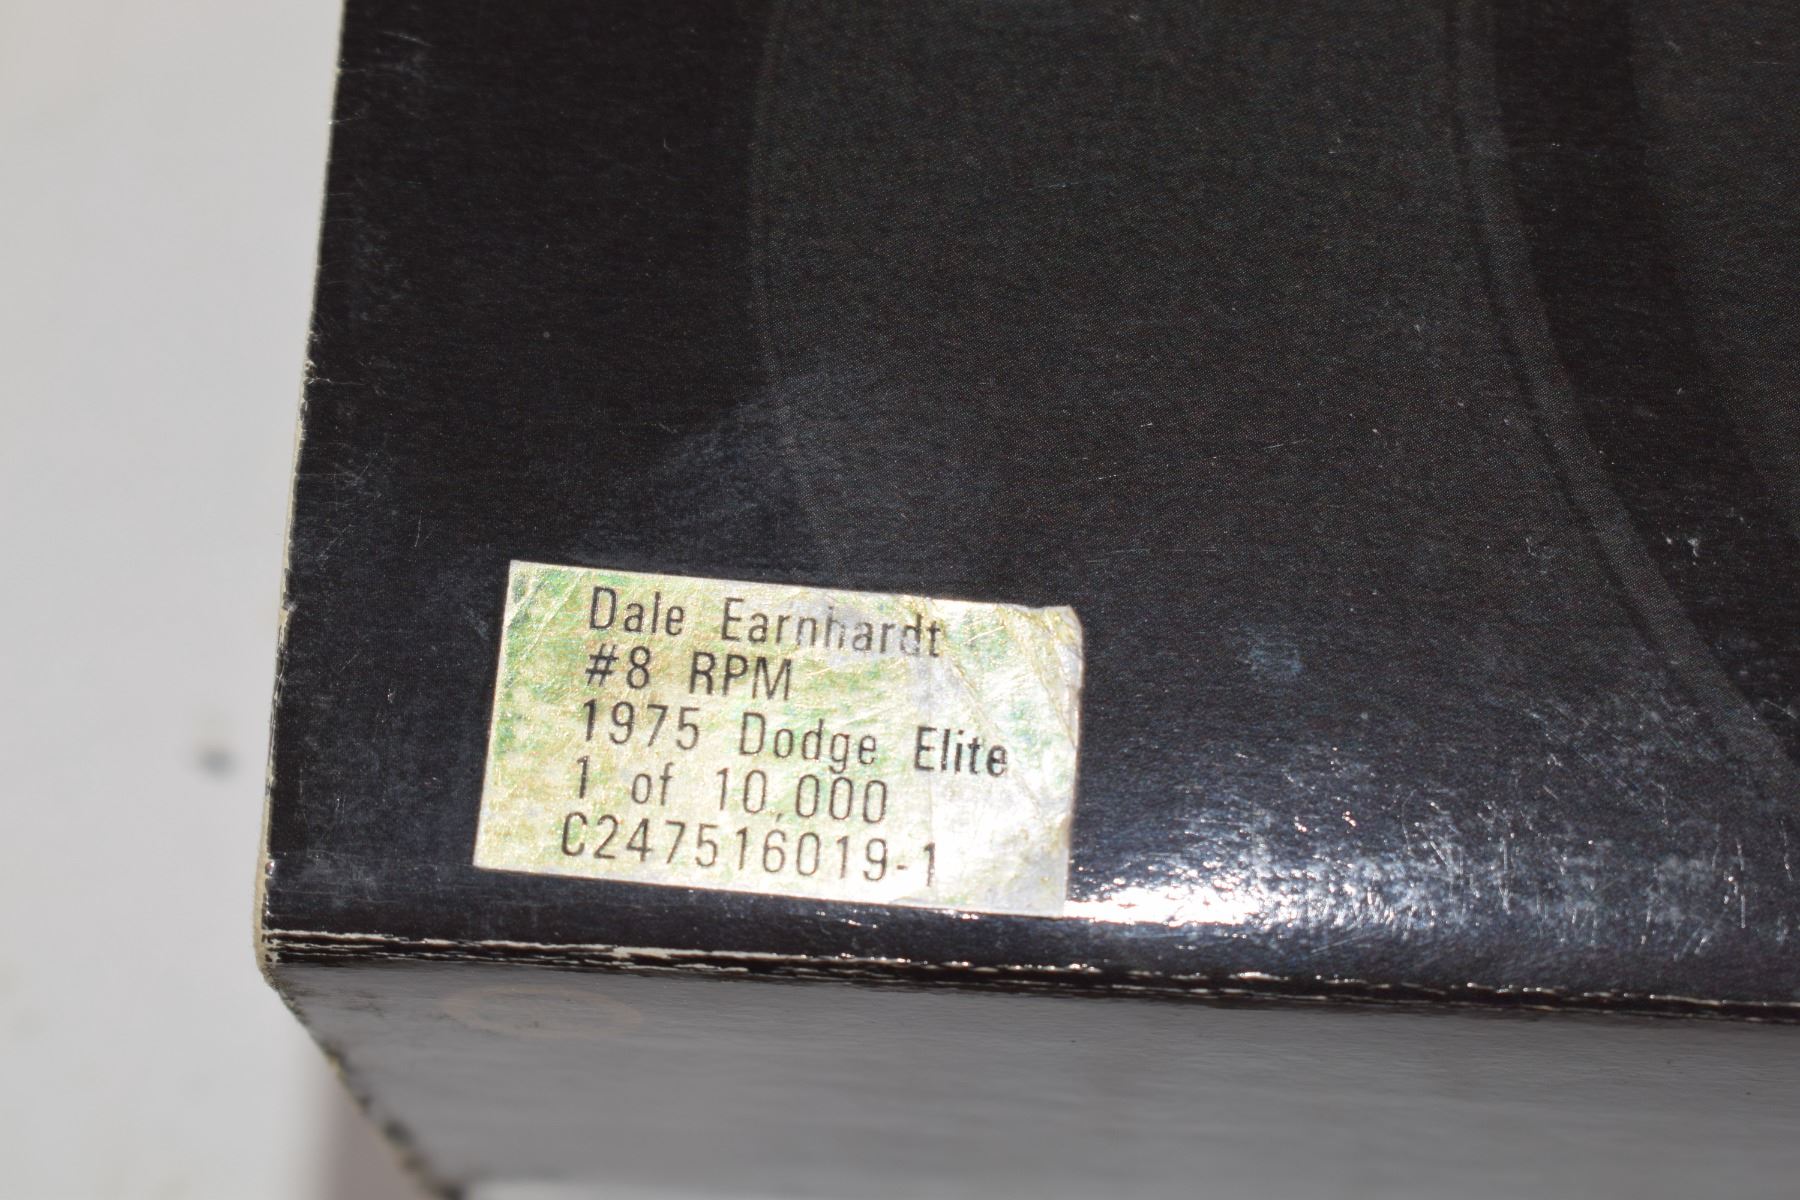 Dale Earnhardt
#8 RPM
1975 Dodge Elite
1 of 10,000
C247516019-1